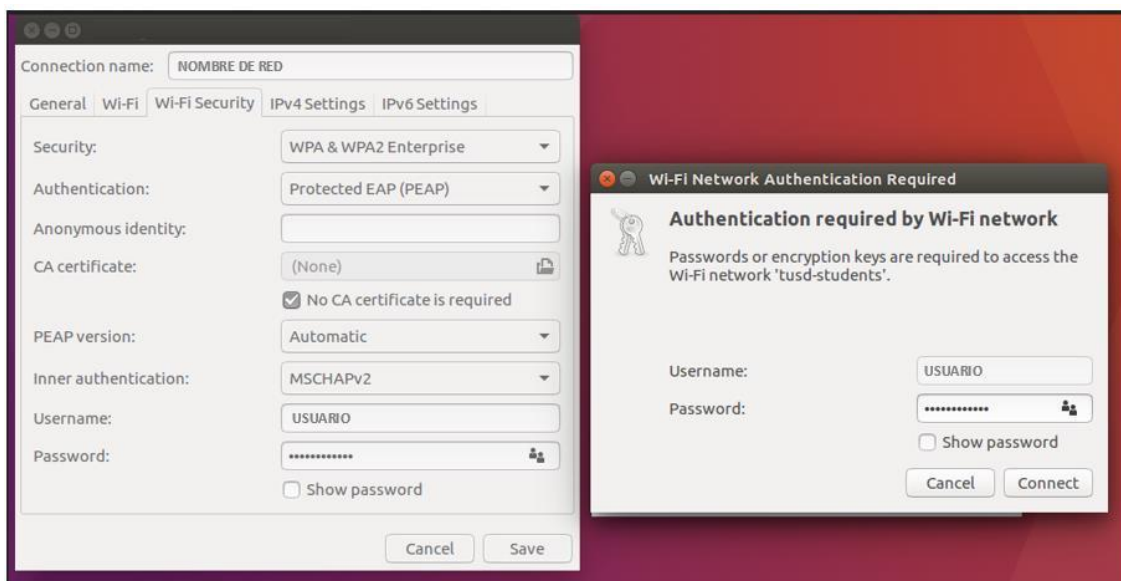 Connection name: NOMBRE DE RED
General Wi-Fi Wi-Fi Security IPv4 Settings IPv6 Settings
Security: WPA & WPA2 Enterprise
Authentication: Protected EAP (PEAP)
Anonymous identity:
CA certificate: (None)
No CA certificate is required
PEAP version: Automatic
Inner authentication: MSCHAPv2
Username: USUARIO
Password: ••••••••••••
Show password
Cancel Save
Wi-Fi Network Authentication Required
Authentication required by Wi-Fi network
Passwords or encryption keys are required to access the
Wi-Fi network 'tusd-students'.
Username: USUARIO
Password: ••••••••••••
Show password
Cancel Connect